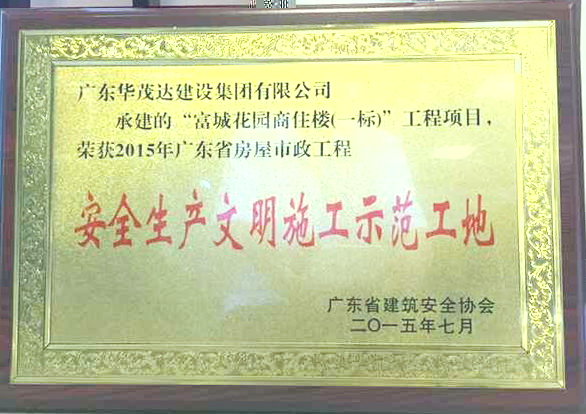 广东华茂达建设集团有限公司
承建的“富城花园商住楼(一标)”工程项目，
荣获2015年广东省房屋市政工程
安全生产文明施工示范工地
广东省建筑安全协会
二〇一五年七月